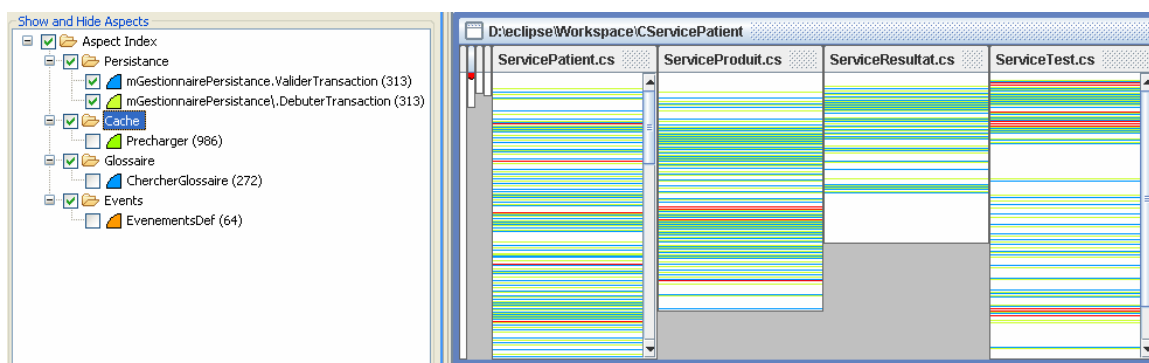 Show and Hide Aspects
Aspect Index
Persistance
mGestionnairePersistance.ValiderTransaction (313)
mGestionnairePersistance\.DebuterTransaction (313)
Cache
Precharger (986)
Glossaire
ChercherGlossaire (272)
Events
EvenementsDef (64)
D:\eclipse\Workspace\CServicePatient
ServicePatient.cs ServiceProduit.cs ServiceResultat.cs ServiceTest.cs